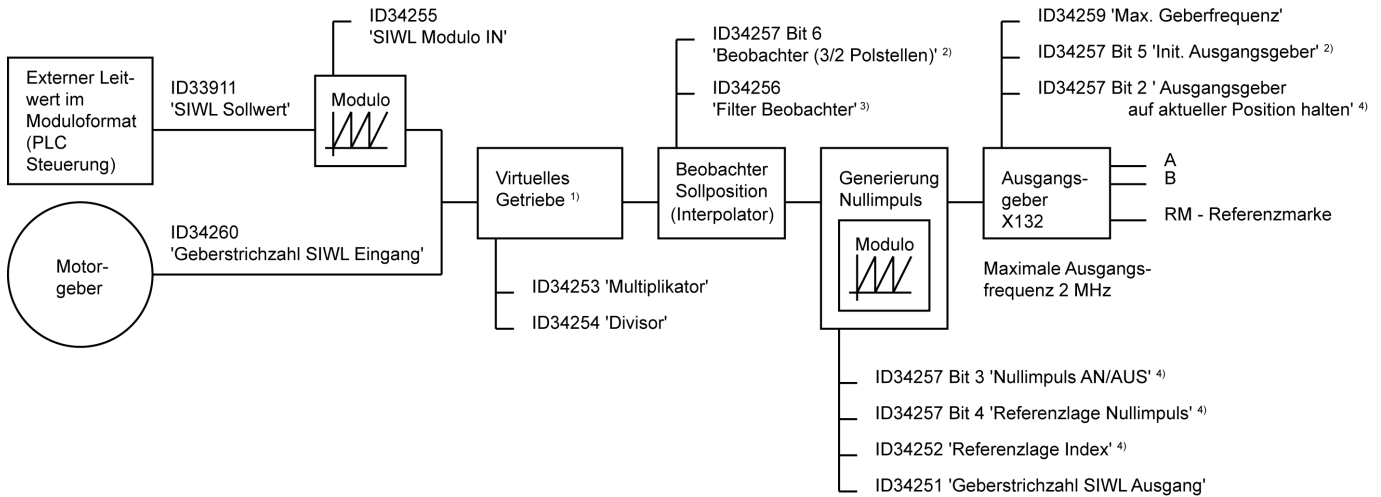 Externer Leit-
wert im
Moduloformat
(PLC
Steuerung)
ID33911
'SIWL Sollwert'
ID34255
'SIWL Modulo IN'
Modulo
Motor-
geber
ID34260
'Geberstrichzahl SIWL Eingang'
Virtuelles
Getriebe 1)
ID34253 'Multiplikator'
ID34254 'Divisor'
ID34257 Bit 6
'Beobachter (3/2 Polstellen)' 2)
ID34256
'Filter Beobachter' 3)
Beobachter
Sollposition
(Interpolator)
Generierung
Nullimpuls
Modulo
ID34257 Bit 3 'Nullimpuls AN/AUS' 4)
ID34257 Bit 4 'Referenzlage Nullimpuls' 4)
ID34252 'Referenzlage Index' 4)
ID34251 'Geberstrichzahl SIWL Ausgang'
ID34259 'Max. Geberfrequenz'
ID34257 Bit 5 'Init. Ausgangsgeber' 2)
ID34257 Bit 2 ' Ausgangsgeber
auf aktueller Position halten' 4)
Ausgangs-
geber
X132
A
B
RM - Referenzmarke
Maximale Ausgangs-
frequenz 2 MHz